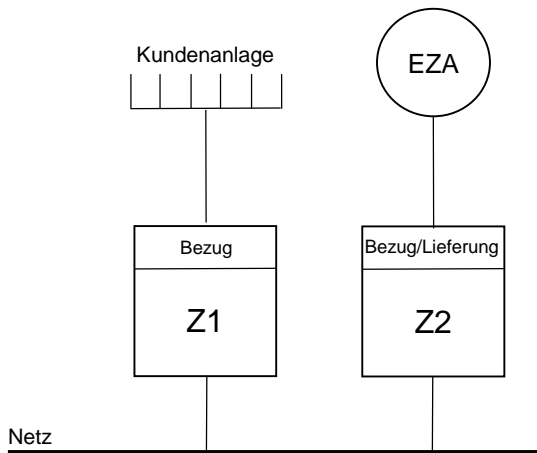 Kundenanlage
EZA
Bezug
Bezug/Lieferung
Z1
Z2
Netz